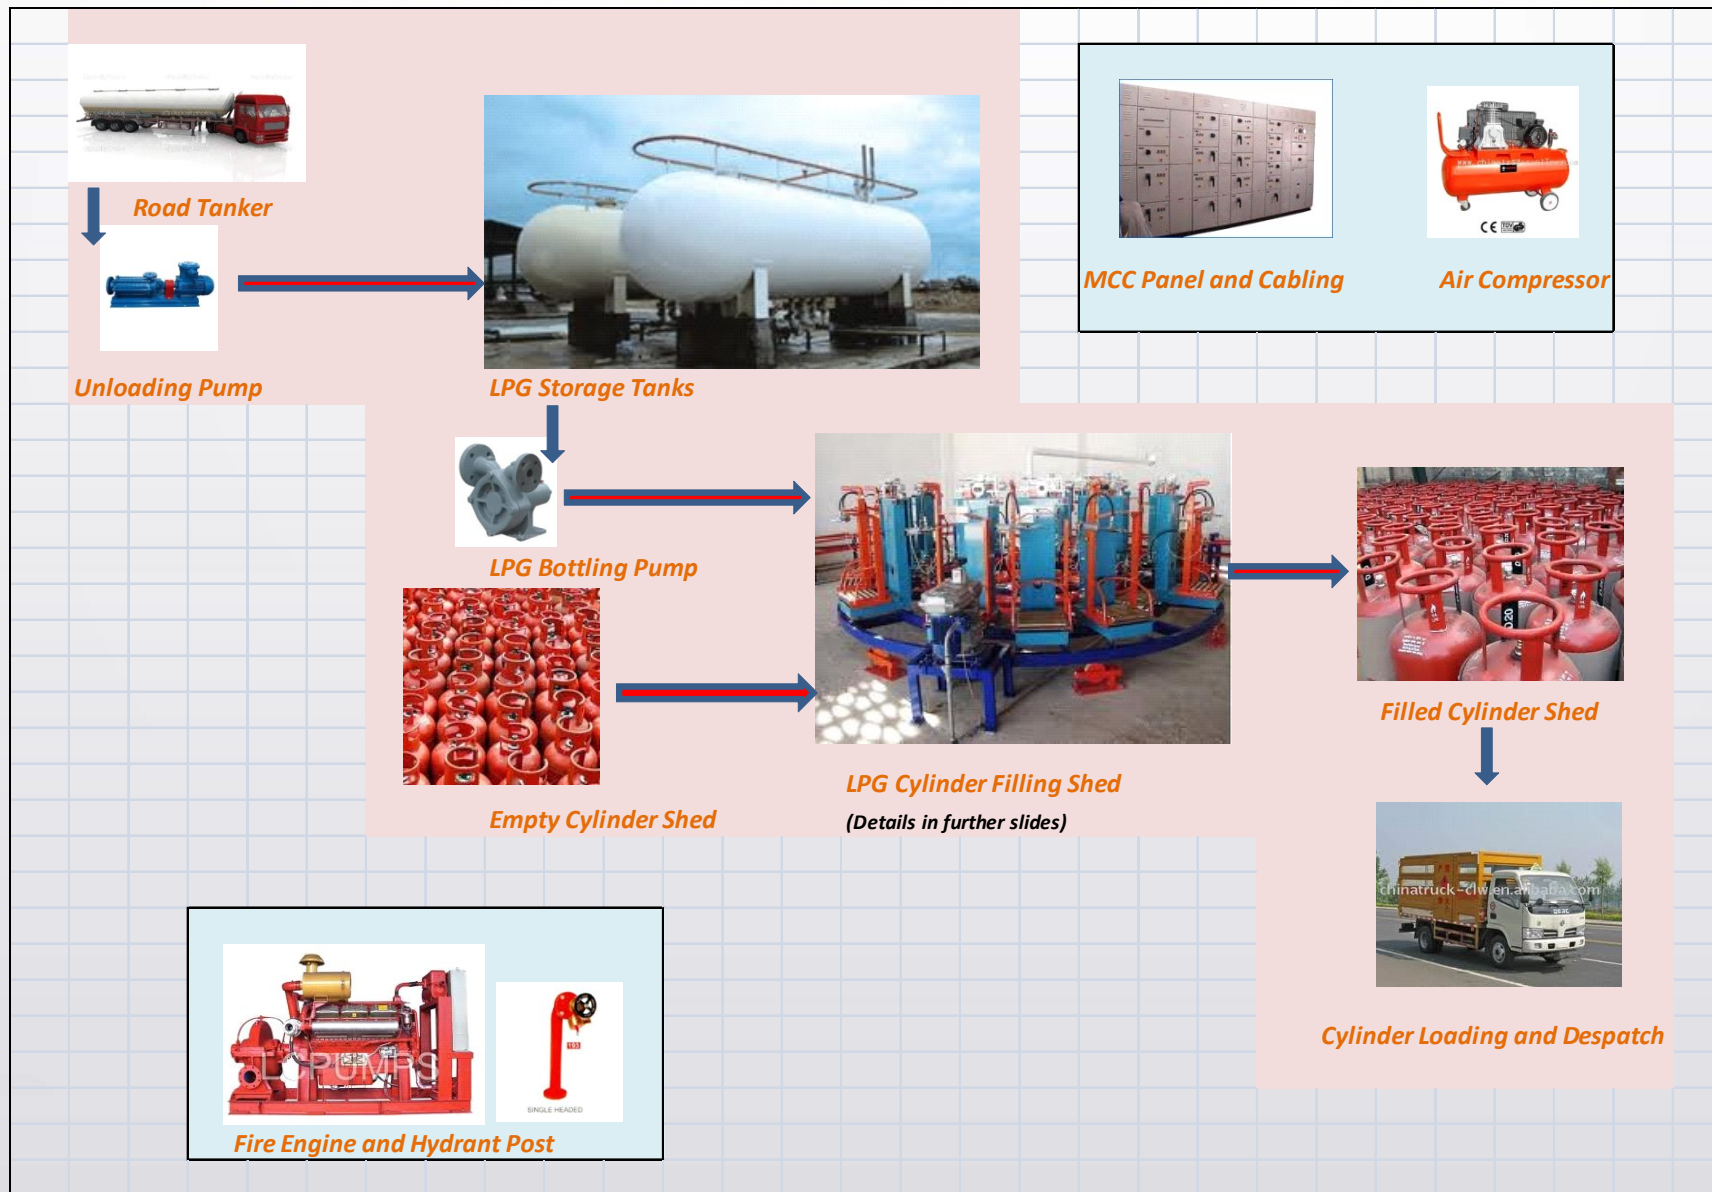 Road Tanker
Unloading Pump
LPG Storage Tanks
MCC Panel and Cabling
Air Compressor
LPG Bottling Pump
Empty Cylinder Shed
LPG Cylinder Filling Shed
(Details in further slides)
Filled Cylinder Shed
chinatruck-clw.en.alibaba.com
Cylinder Loading and Despatch
LCPUMPS
193
SINGLE HEADED
Fire Engine and Hydrant Post